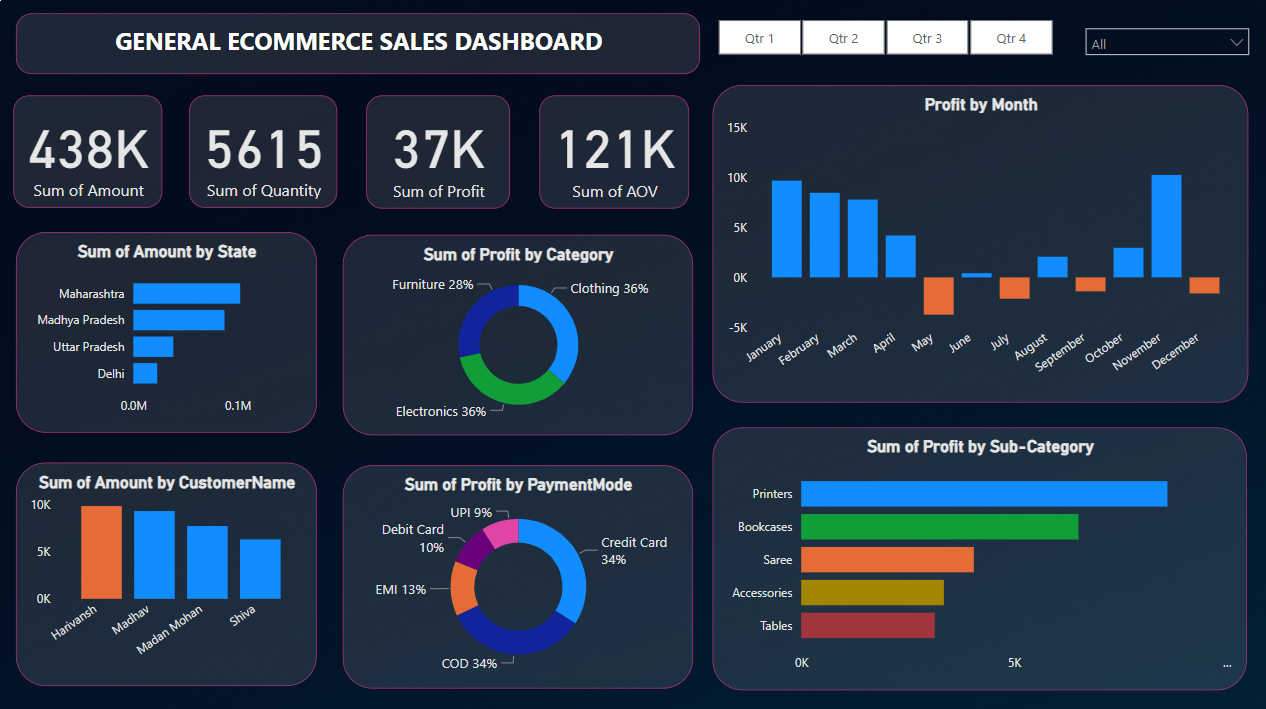 GENERAL ECOMMERCE SALES DASHBOARD
Qtr 1
Qtr 2
Qtr 3
Qtr 4
All
438K
Sum of Amount
5615
Sum of Quantity
37K
Sum of Profit
121K
Sum of AOV
Profit by Month
15K
10K
5K
0K
-5K
January
February
March
April
May
June
July
August
September
October
November
December
Sum of Amount by State
Maharashtra
Madhya Pradesh
Uttar Pradesh
Delhi
0.0M
0.1M
Sum of Profit by Category
Furniture 28%
Clothing 36%
Electronics 36%
Sum of Amount by CustomerName
10K
5K
0K
Harivansh
Madhav
Madan Mohan
Shiva
Sum of Profit by PaymentMode
UPI 9%
Debit Card
10%
Credit Card
34%
EMI 13%
COD 34%
Sum of Profit by Sub-Category
Printers
Bookcases
Saree
Accessories
Tables
0K
5K
...